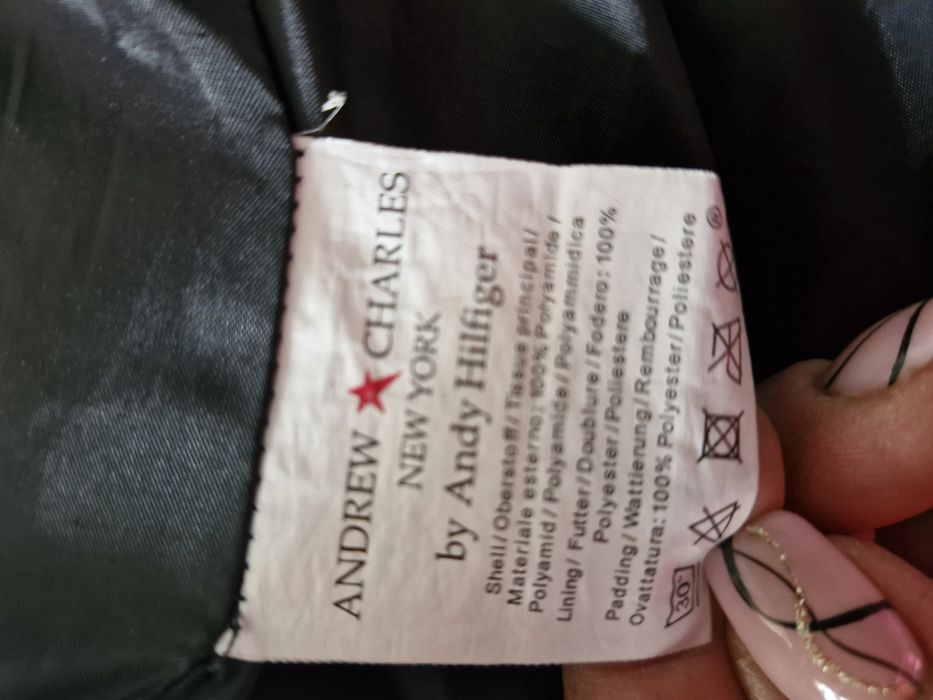 ANDREW ★ CHARLES
NEW YORK
by Andy Hilfiger
Shell/Oberstoff/Tissue principal/
Materiale esterno: 100% Polyamide/
Polyamid/Polyamide/Polyammidica
Lining/Futter/Doublure/Fodero: 100%
Polyester/Poliestere
Padding/Wattierung/Rembourrage/
Ovattatura: 100% Polyester/Poliestere
30°